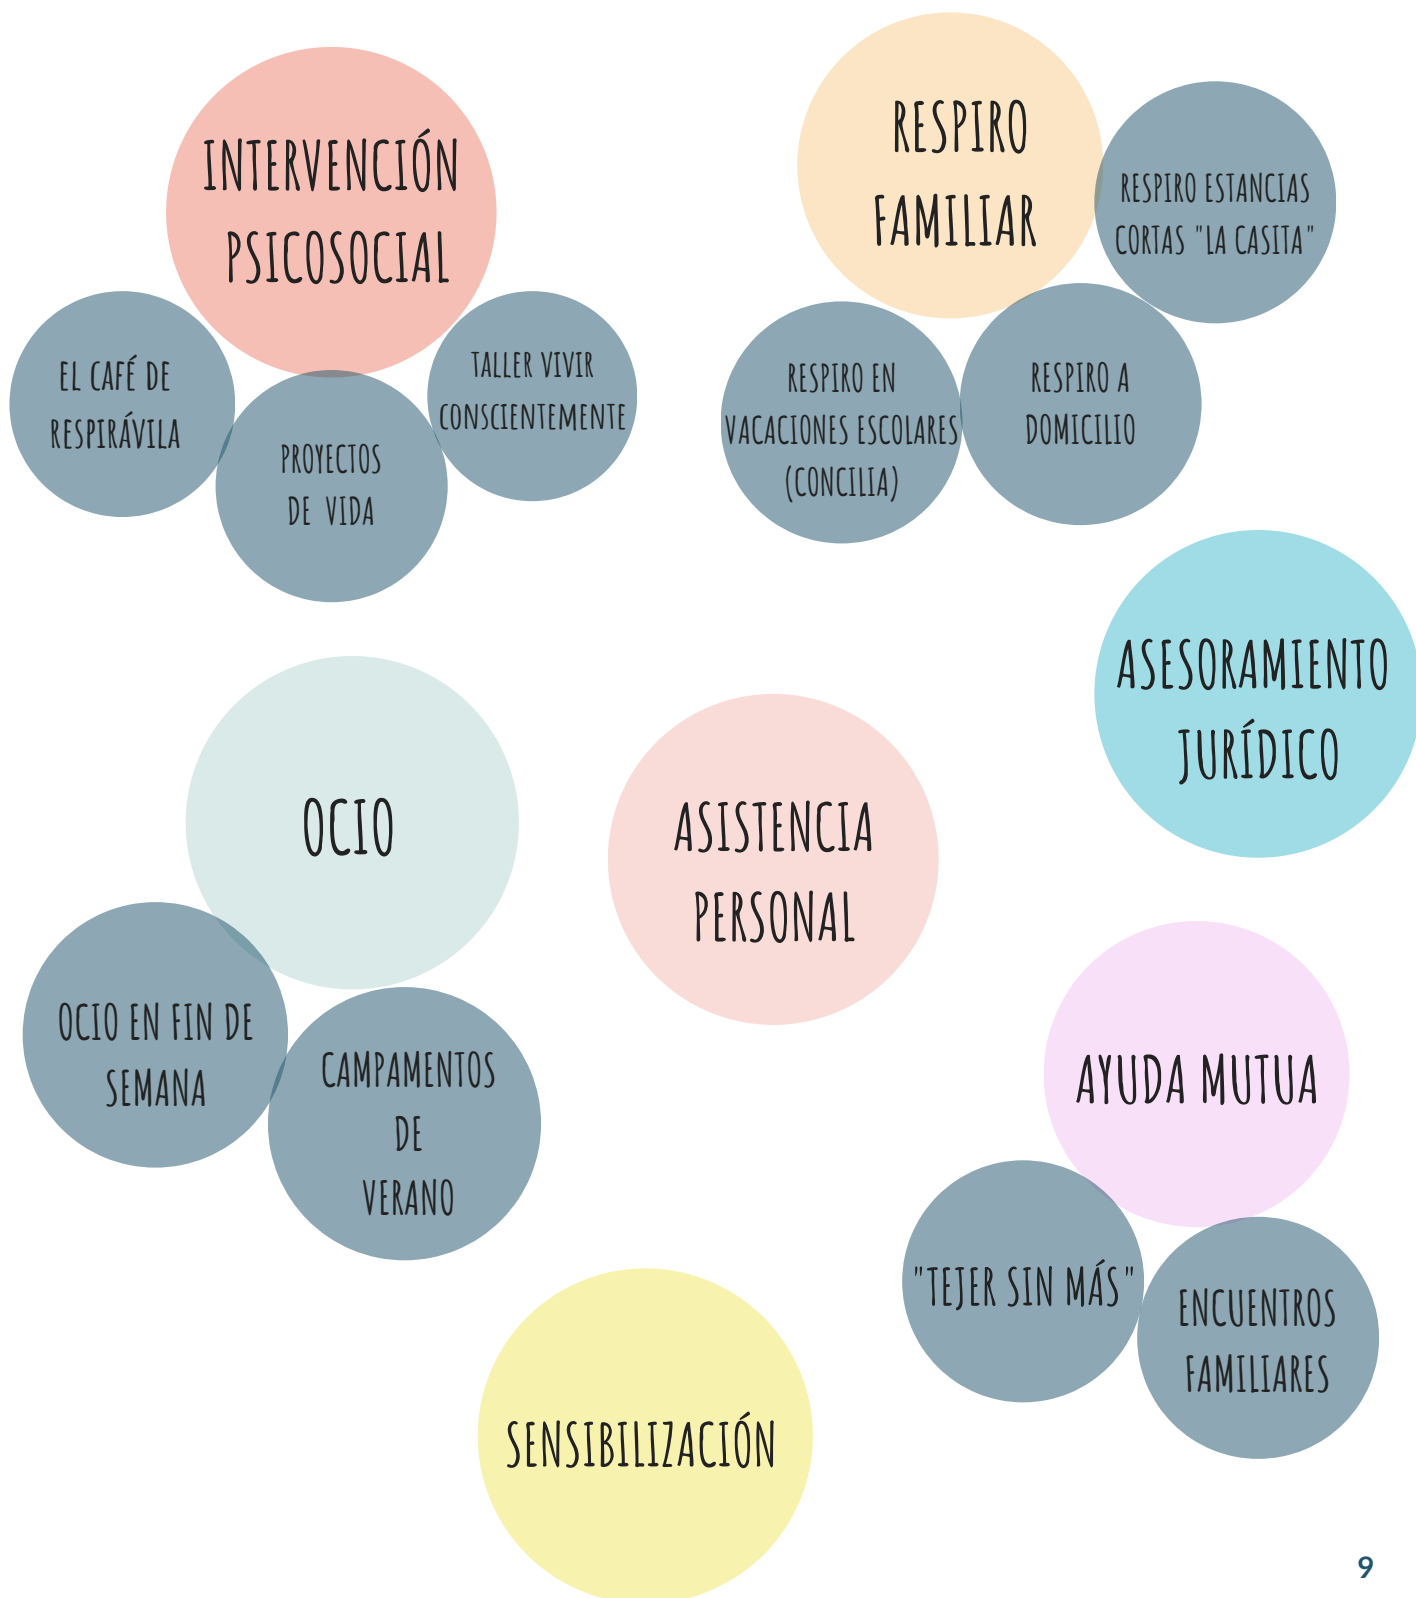 INTERVENCIÓN
PSICOSOCIAL
EL CAFÉ DE
RESPIRÁVILA
PROYECTOS
DE VIDA
TALLER VIVIR
CONSCIENTEMENTE
RESPIRO
FAMILIAR
RESPIRO ESTANCIAS
CORTAS "LA CASITA"
RESPIRO EN
VACACIONES ESCOLARES
(CONCILIA)
RESPIRO A
DOMICILIO
ASESORAMIENTO
JURÍDICO
OCIO
OCIO EN FIN DE
SEMANA
CAMPAMENTOS
DE
VERANO
ASISTENCIA
PERSONAL
AYUDA MUTUA
"TEJER SIN MÁS"
ENCUENTROS
FAMILIARES
SENSIBILIZACIÓN
9